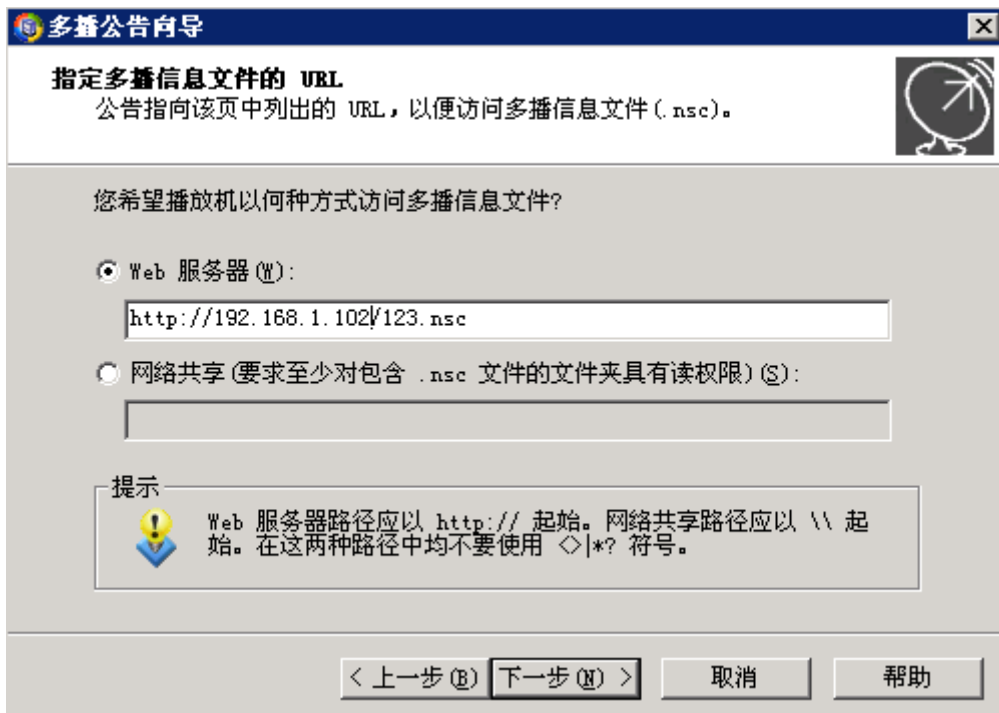 多播公告向导
指定多播信息文件的 URL
公告指向该页中列出的 URL，以便访问多播信息文件(.nsc)。
您希望播放机以何种方式访问多播信息文件?
Web 服务器(W):
http://192.168.1.102/123.nsc
网络共享(要求至少对包含 .nsc 文件的文件夹具有读权限)(S):
提示
Web 服务器路径应以 http:// 起始。网络共享路径应以 \\ 起
始。在这两种路径中均不要使用 <>|*? 符号。
< 上一步(B) 下一步(N) > 取消 帮助